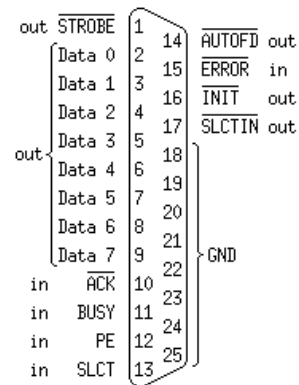 out STROBE 1
14 AUTOFD out
Data 0 2
15 ERROR in
Data 1 3
16 INIT out
Data 2 4
17 SLCTIN out
Data 3 5
18
out
Data 4 6
19
Data 5 7
20
Data 6 8
21
Data 7 9
GND
22
in ACK 10
23
in BUSY 11
24
in PE 12
25
in SLCT 13